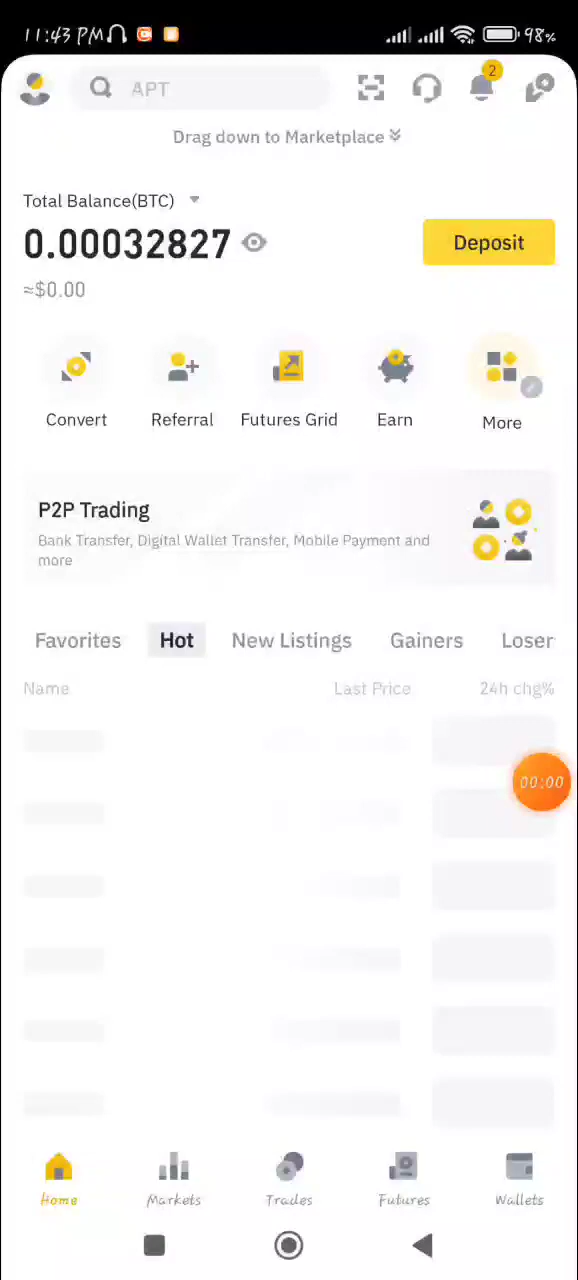 11:43 PM 98%
APT
2
Drag down to Marketplace
Total Balance(BTC)
0.00032827
Deposit
≈$0.00
Convert Referral Futures Grid Earn More
P2P Trading
Bank Transfer, Digital Wallet Transfer, Mobile Payment and
more
Favorites Hot New Listings Gainers Loser
Name Last Price 24h chg%
00:00
Home Markets Trades Futures Wallets